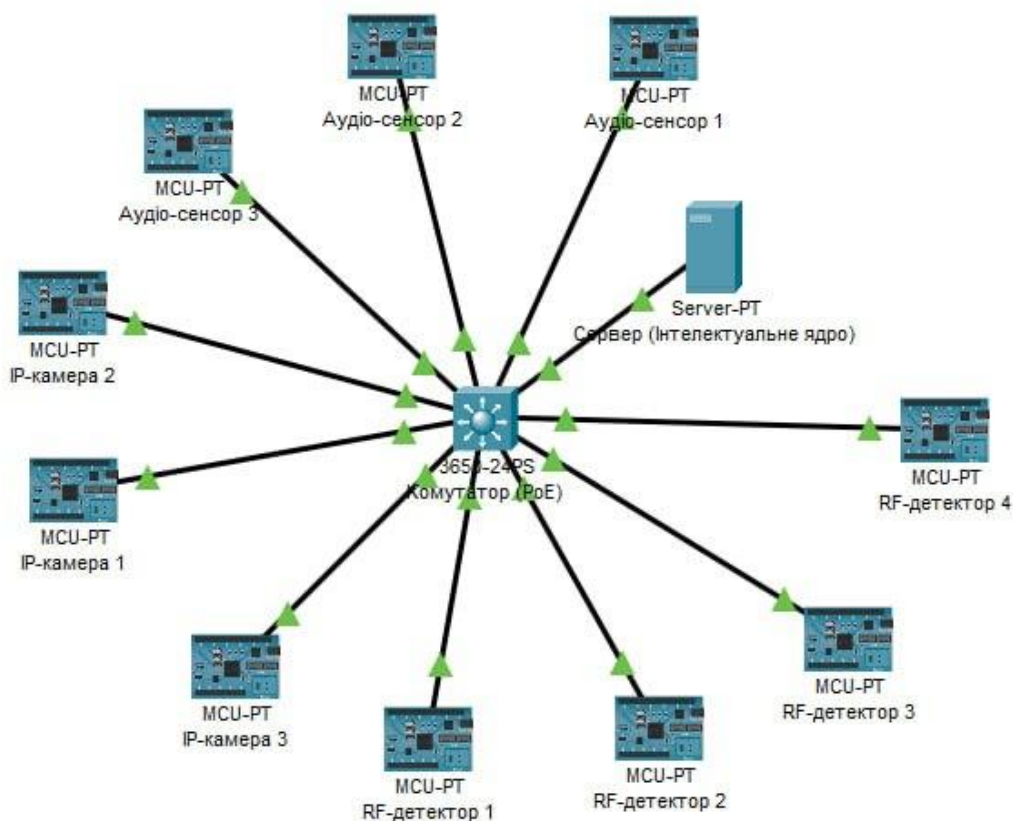 MCU-PT
Аудіо-сенсор 2
MCU-PT
Аудіо-сенсор 1
MCU-PT
Аудіо-сенсор 3
Server-PT
Сервер (Інтелектуальне ядро)
MCU-PT
IP-камера 2
3650-24PS
Комутатор (PoE)
MCU-PT
RF-детектор 4
MCU-PT
IP-камера 1
MCU-PT
RF-детектор 3
MCU-PT
IP-камера 3
MCU-PT
RF-детектор 1
MCU-PT
RF-детектор 2